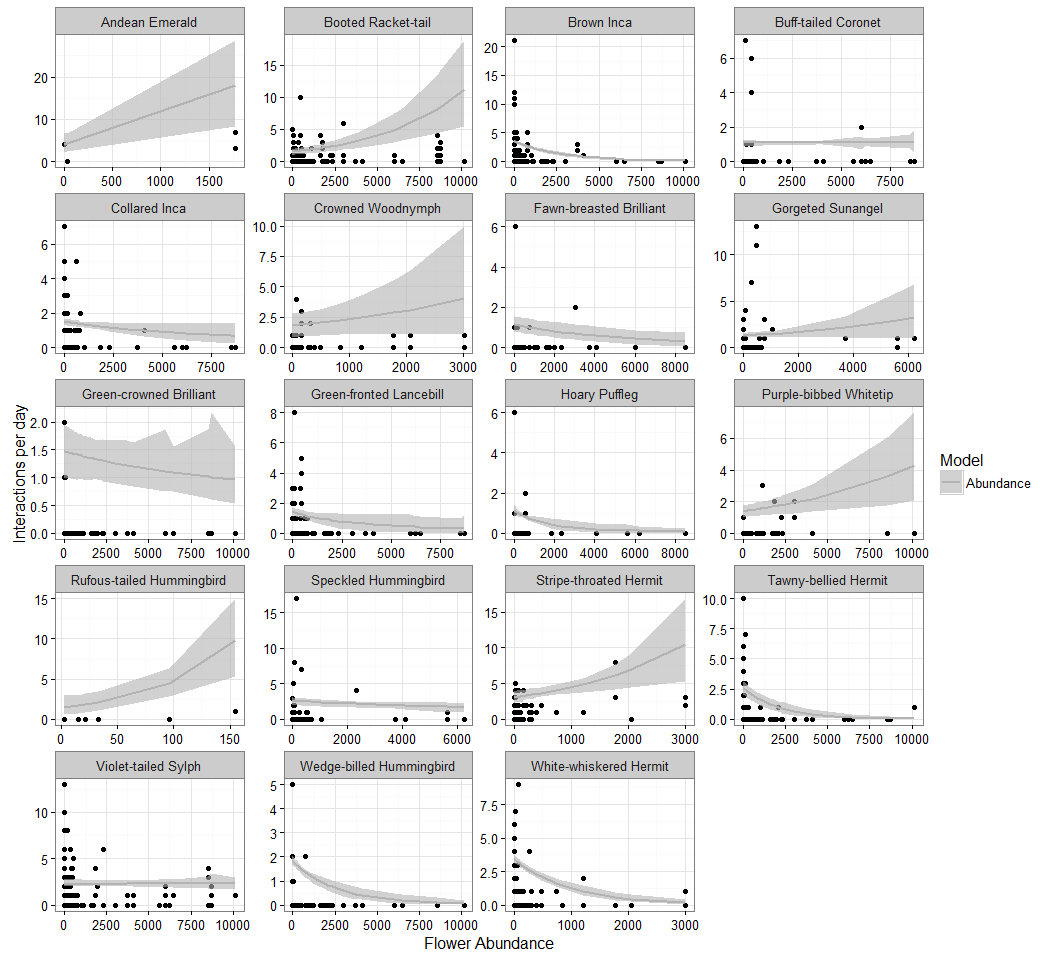 Andean Emerald
Booted Racket-tail
Brown Inca
Buff-tailed Coronet
0 10 20
0 500 1000 1500
0 5 10 15
0 2500 5000 7500 10000
0 5 10 15 20
0 2500 5000 7500 10000
0 2 4 6
0 2500 5000 7500
Collared Inca
Crowned Woodnymph
Fawn-breasted Brilliant
Gorgeted Sunangel
0 2 4 6
0 2500 5000 7500
0.0 2.5 5.0 7.5 10.0
0 1000 2000 3000
0 2 4 6
0 2000 4000 6000 8000
0 5 10
0 2000 4000 6000
Green-crowned Brilliant
Green-fronted Lancebill
Hoary Puffleg
Purple-bibbed Whitetip
0.0 0.5 1.0 1.5 2.0
0 2500 5000 7500 10000
0 2 4 6 8
0 2500 5000 7500
0 2 4 6
0 2000 4000 6000 8000
0 2 4 6
0 2500 5000 7500 10000
Rufous-tailed Hummingbird
Speckled Hummingbird
Stripe-throated Hermit
Tawny-bellied Hermit
0 5 10 15
0 50 100 150
0 5 10 15
0 2000 4000 6000
0 5 10 15
0 1000 2000 3000
0.0 2.5 5.0 7.5 10.0
0 2500 5000 7500 10000
Violet-tailed Sylph
Wedge-billed Hummingbird
White-whiskered Hermit
0 5 10
0 2500 5000 7500 10000
0 1 2 3 4 5
0 2500 5000 7500 10000
0.0 2.5 5.0 7.5
0 1000 2000 3000
Interactions per day
Flower Abundance
Model
Abundance